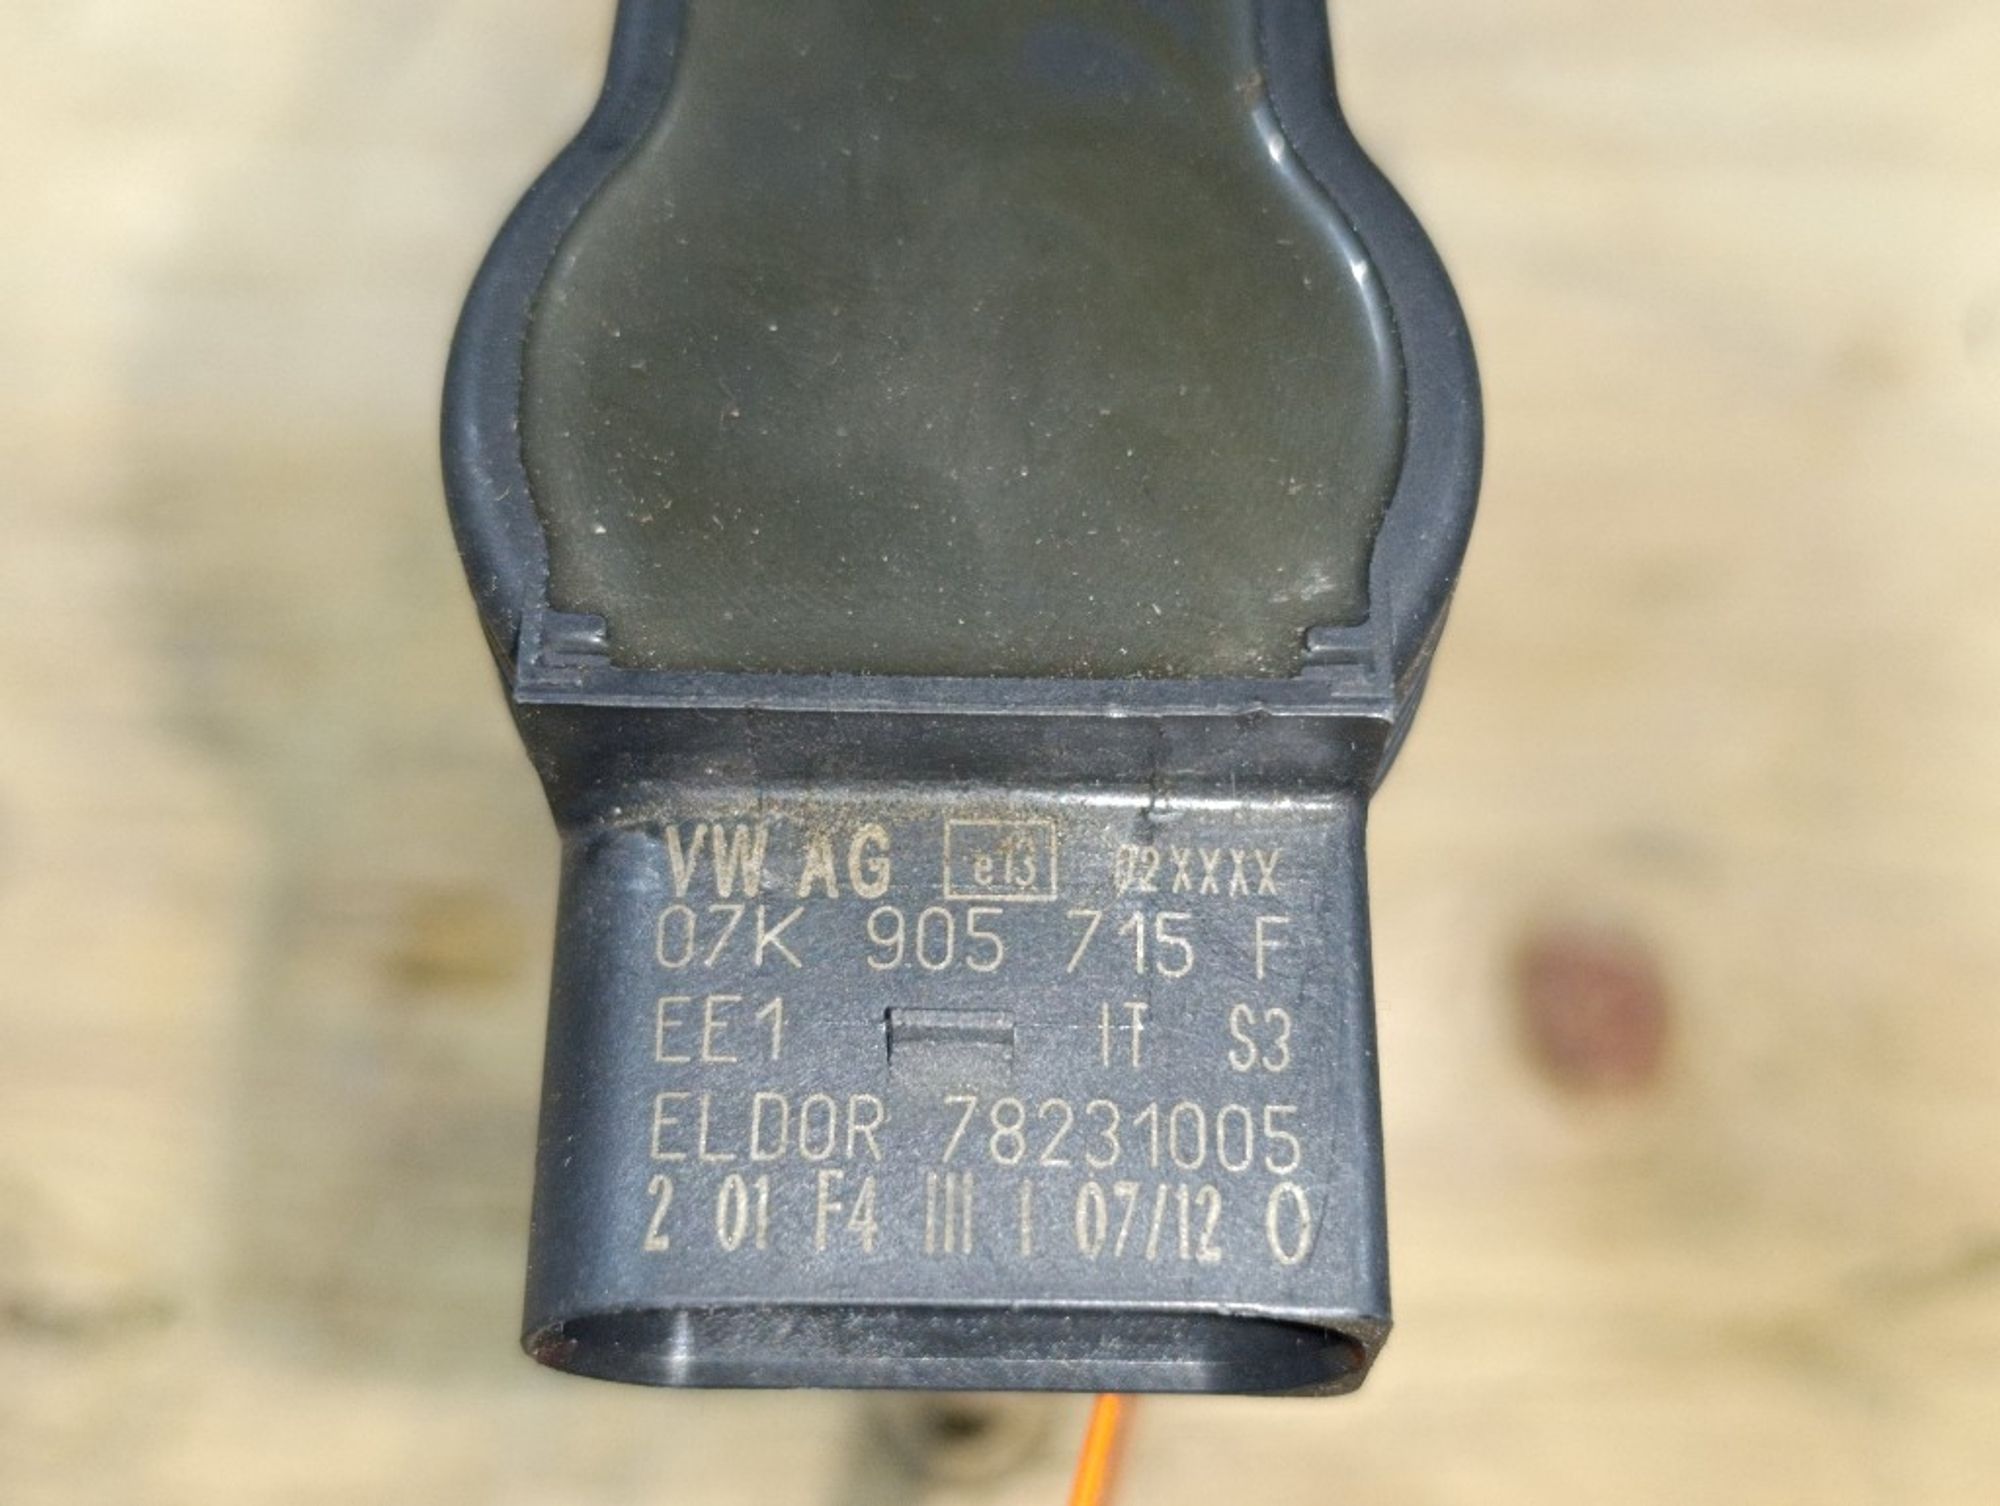 VW AG e13 02XXXX
07K 905 715 F
EE1 IT S3
ELDOR 78231005
2 01 F4 III I 07/12 O